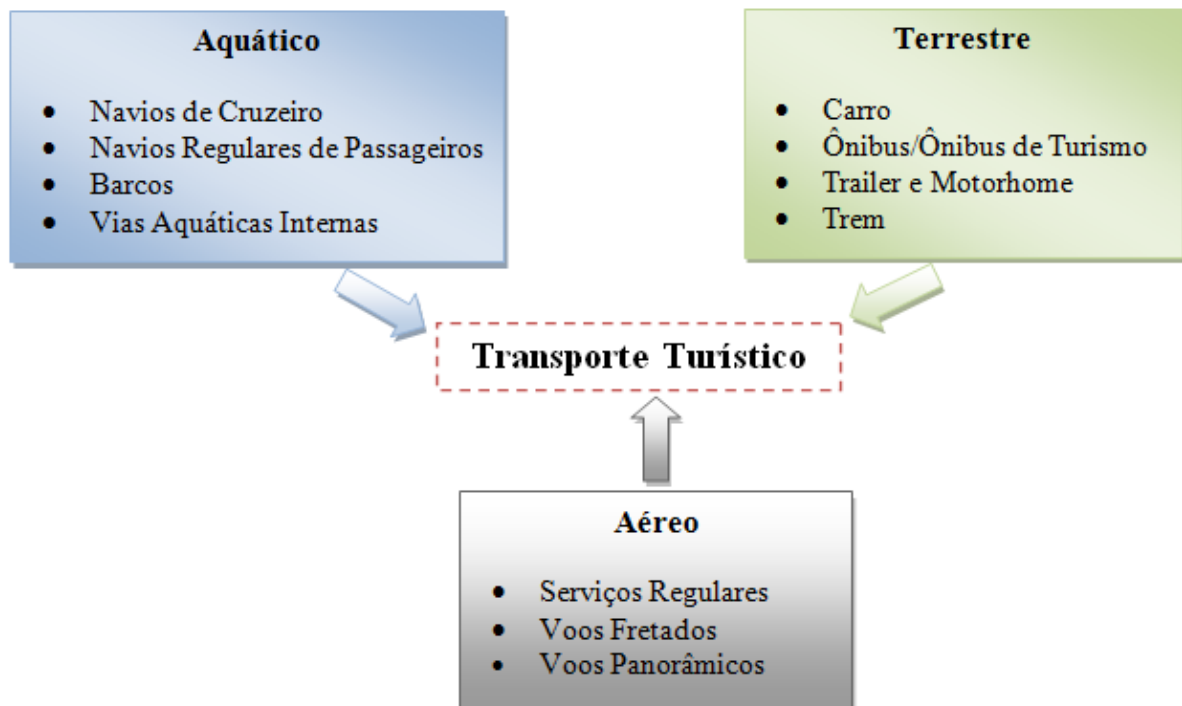 Aquático
• Navios de Cruzeiro
• Navios Regulares de Passageiros
• Barcos
• Vias Aquáticas Internas
Terrestre
• Carro
• Ônibus/Ônibus de Turismo
• Trailer e Motorhome
• Trem
Transporte Turístico
Aéreo
• Serviços Regulares
• Voos Fretados
• Voos Panorâmicos